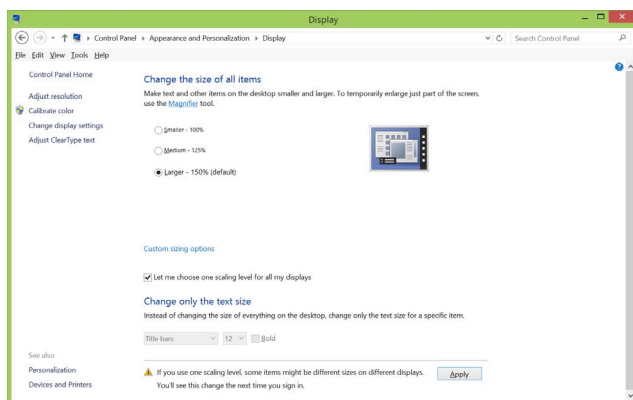 Display
Control Panel Appearance and Personalization Display
Search Control Panel
File Edit View Tools Help
Control Panel Home
Adjust resolution
Calibrate color
Change display settings
Adjust ClearType text
See also
Personalization
Devices and Printers
Change the size of all items
Make text and other items on the desktop smaller and larger. To temporarily enlarge just part of the screen,
use the Magnifier tool.
Smaller - 100%
Medium - 125%
Larger - 150% (default)
Custom sizing options
Let me choose one scaling level for all my displays
Change only the text size
Instead of changing the size of everything on the desktop, change only the text size for a specific item.
Title bars 12 Bold
If you use one scaling level, some items might be different sizes on different displays.
You'll see this change the next time you sign in.
Apply